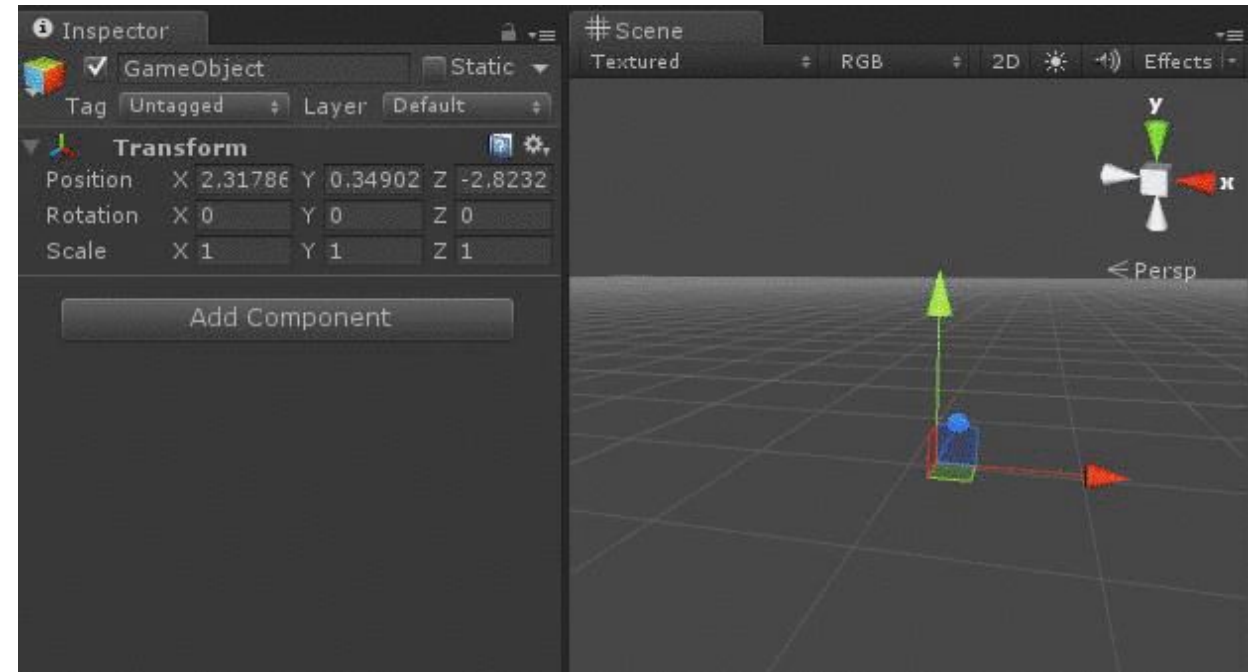 Inspector
GameObject Static
Tag Untagged Layer Default
Transform
Position X 2.31786 Y 0.34902 Z -2.8232
Rotation X 0 Y 0 Z 0
Scale X 1 Y 1 Z 1
Add Component
Scene
Textured RGB 2D Effects
y
x
Persp